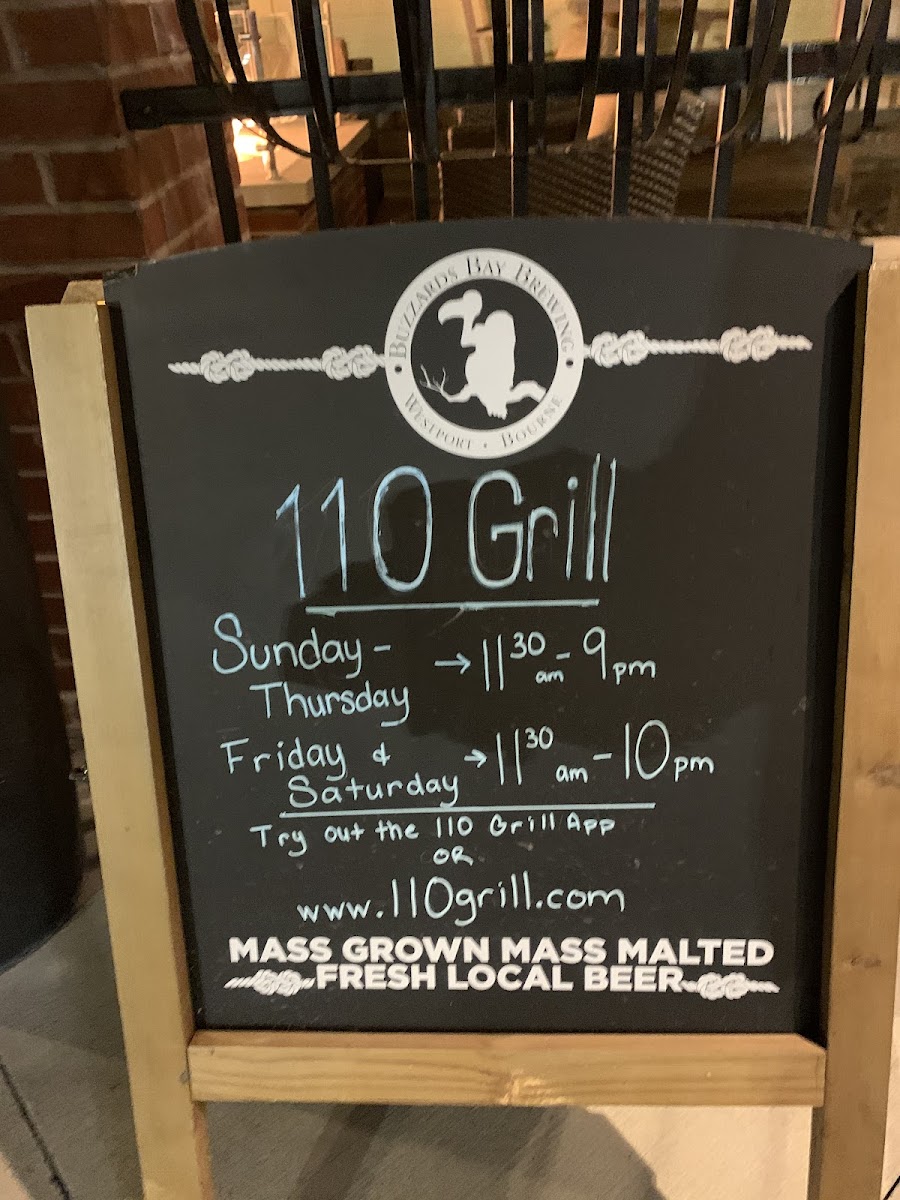 BUZZARDS BAY BREWING
WESTPORT • BOURNE
110 Grill
Sunday - → 11 30 am - 9 pm
Thursday
Friday & → 11 30 am - 10 pm
Saturday
Try out the 110 Grill App
OR
www.110grill.com
MASS GROWN MASS MALTED
FRESH LOCAL BEER